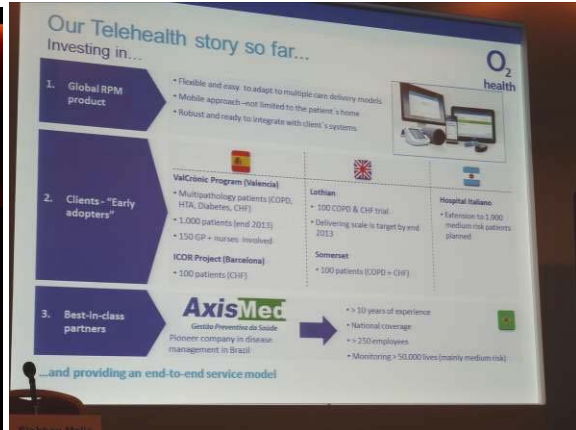 Our Telehealth story so far...
Investing in...
O2
health
1. Global RPM
product
• Flexible and easy to adapt to multiple care delivery models
• Mobile approach –not limited to the patient´s home
• Robust and ready to integrate with client´s systems
2. Clients - "Early
adopters"
ValCrònic Program (Valencia)
• Multipathology patients (COPD,
HTA, Diabetes, CHF)
• 1.000 patients (end 2013)
• 150 GP + nurses involved
ICOR Project (Barcelona)
• 100 patients (CHF)
Lothian
• 100 COPD & CHF trial
• Delivering scale is target by end
2013
Somerset
• 100 patients (COPD + CHF)
Hospital Italiano
• Extension to 1,900
medium risk patients
planned
3. Best-in-class
partners
AxisMed
Gestão Preventiva da Saúde
Pioneer company in disease
management in Brazil
• > 10 years of experience
• National coverage
• > 250 employees
• Monitoring > 50,000 lives (mainly medium risk)
...and providing an end-to-end service model